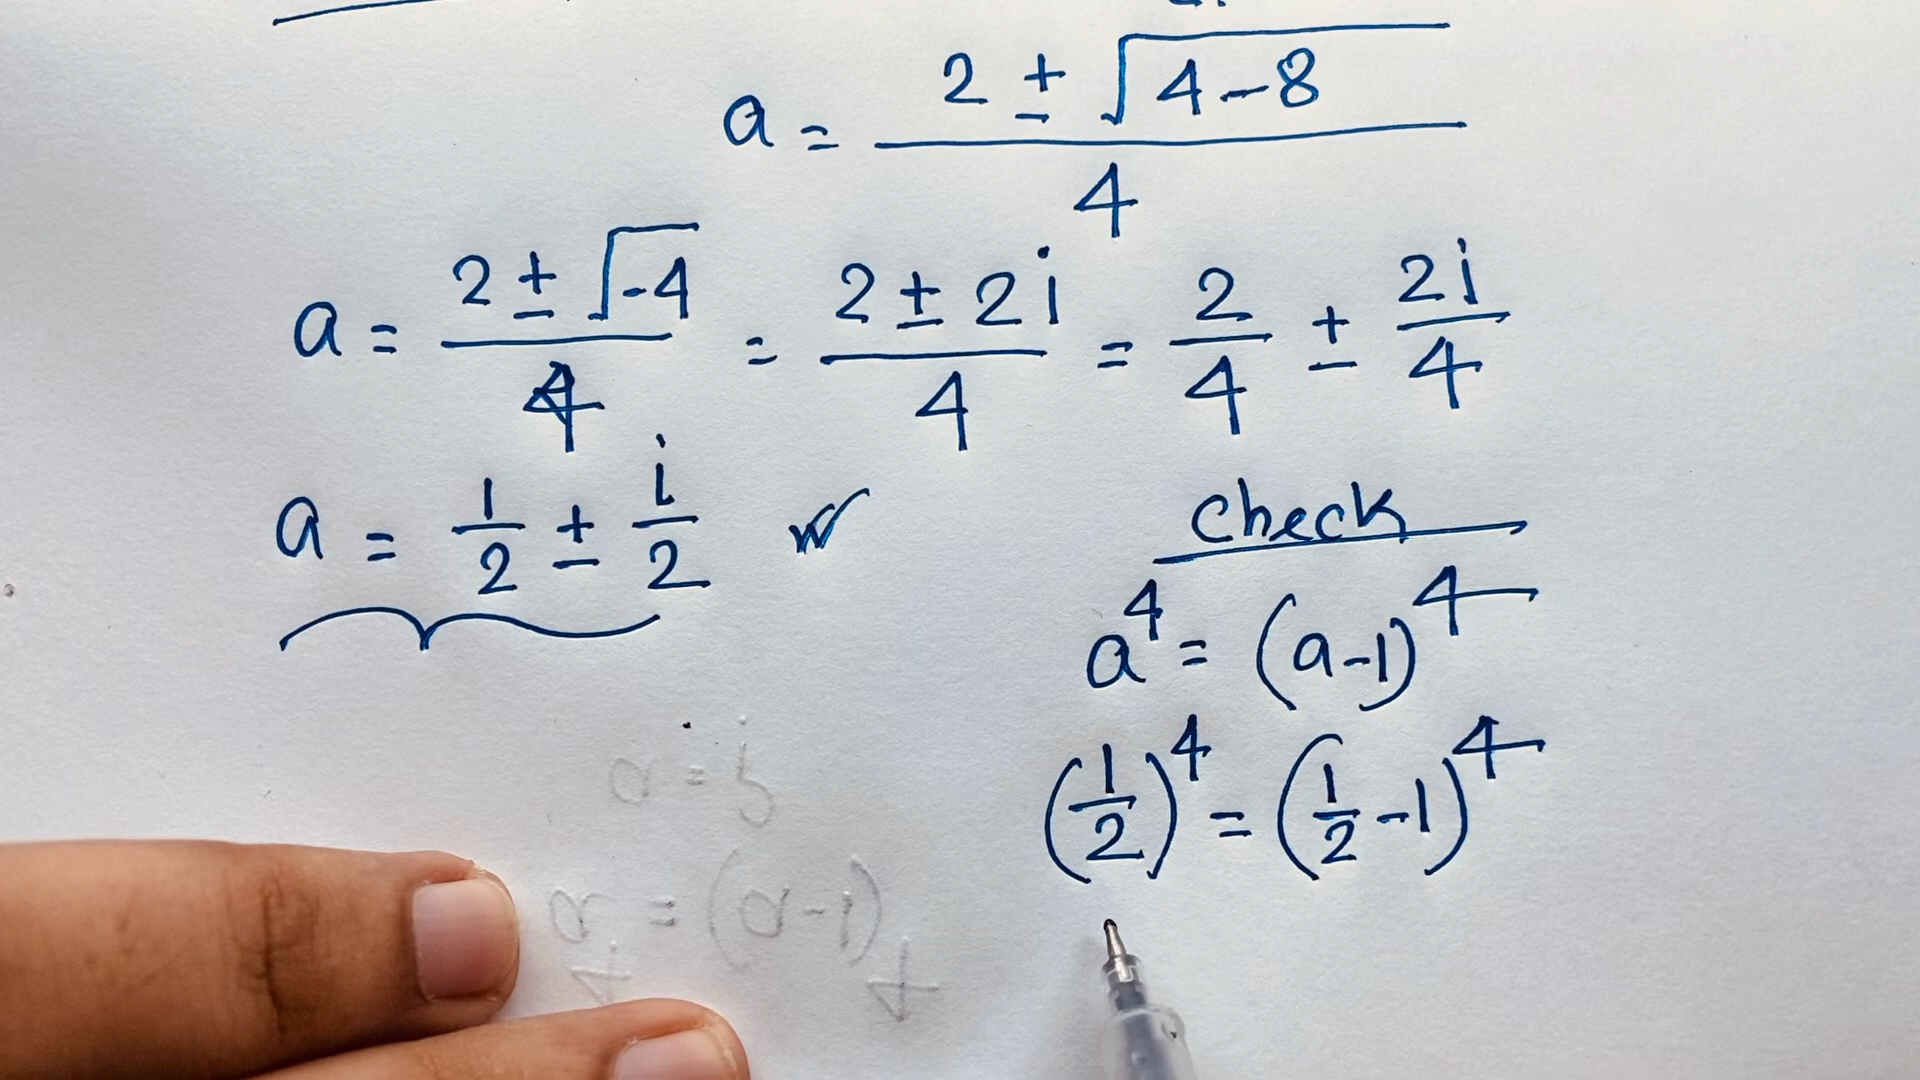 a = (2 ± √(4-8))/4
a = (2 ± √-4)/4 = (2 ± 2i)/4 = 2/4 ± 2i/4
a = 1/2 ± i/2
check
a⁴ = (a-1)⁴
(1/2)⁴ = (1/2-1)⁴